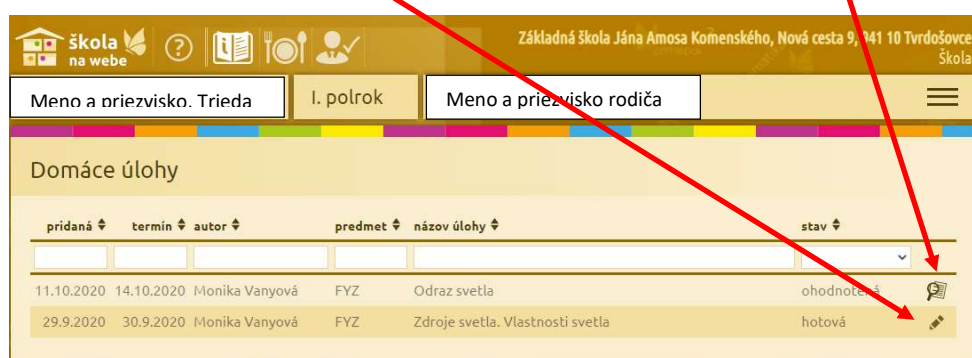 škola
na webe
Základná škola Jána Amosa Komenského, Nová cesta 9, 941 10 Tvrdošovce
Škola
Meno a priezvisko. Trieda
I. polrok
Meno a priezvisko rodiča
Domáce úlohy
pridaná termín autor predmet názov úlohy stav
11.10.2020 14.10.2020 Monika Vanyová FYZ Odraz svetla ohodnotená
29.9.2020 30.9.2020 Monika Vanyová FYZ Zdroje svetla. Vlastnosti svetla hotová